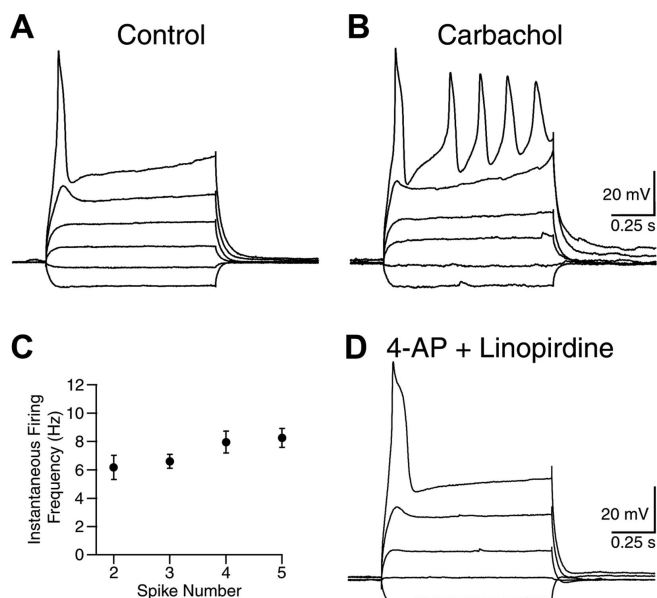 A
Control
B
Carbachol
20 mV
0.25 s
C
12
10
8
6
4
2
0
Instantaneous Firing
Frequency (Hz)
2
3
4
5
Spike Number
D
4-AP + Linopirdine
20 mV
0.25 s